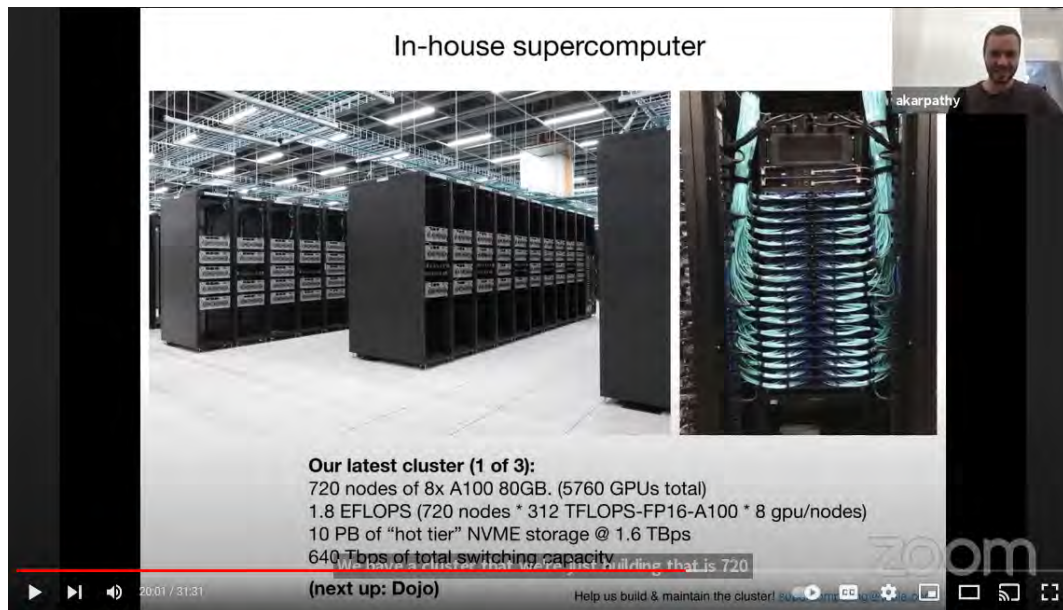 In-house supercomputer
akarpathy
Our latest cluster (1 of 3):
720 nodes of 8x A100 80GB. (5760 GPUs total)
1.8 EFLOPS (720 nodes * 312 TFLOPS-FP16-A100 * 8 gpu/nodes)
10 PB of “hot tier” NVME storage @ 1.6 TBps
640 Tbps of total switching capacity
We have a cluster that we're just building that is 720
zoom
20:01 / 31:31
CC
(next up: Dojo)
Help us build & maintain the cluster!